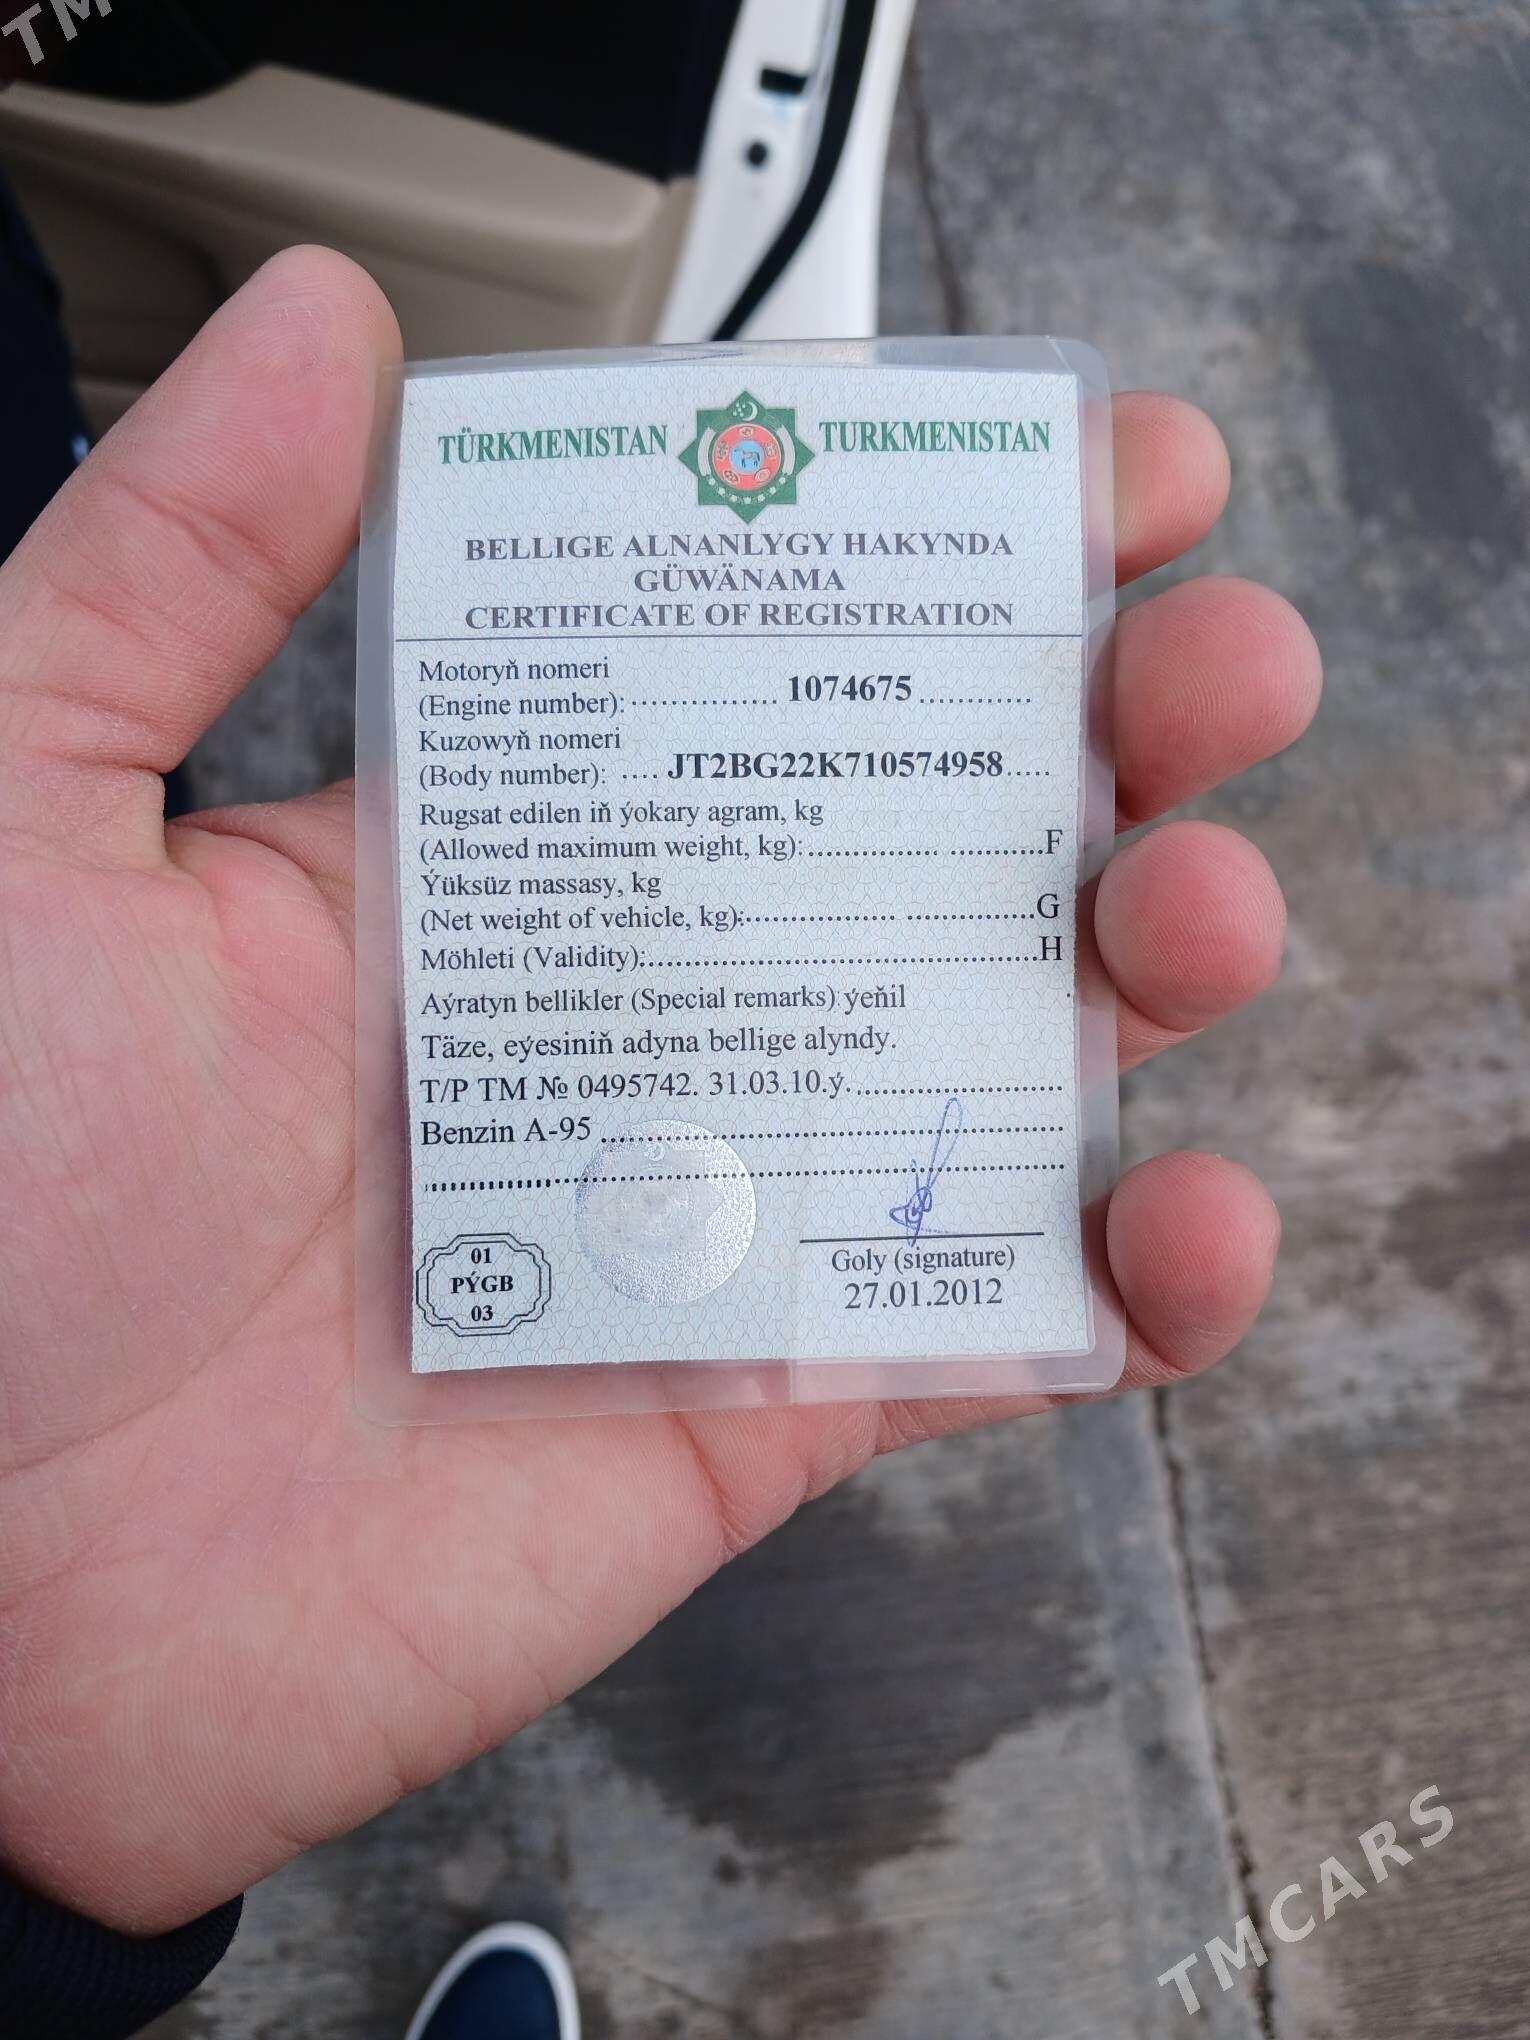 TM
TÜRKMENISTAN TURKMENISTAN
BELLIGE ALNANLYGY HAKYNDA
GÜWÄNAMA
CERTIFICATE OF REGISTRATION
Motoryň nomeri
(Engine number): ................ 1074675 ............
Kuzowyň nomeri
(Body number): .... JT2BG22K710574958.....
Rugsat edilen iň ýokary agram, kg
(Allowed maximum weight, kg):............... ...........F
Ýüksüz massasy, kg
(Net weight of vehicle, kg):................ ...............G
Möhleti (Validity):..........................................H
Aýratyn bellikler (Special remarks): ýeňil
Täze, eýesiniň adyna bellige alyndy.
T/P TM № 0495742. 31.03.10.ý.......................
Benzin A-95 ..................................................
01
PÝGB
03
Goly (signature)
27.01.2012
TMCARS